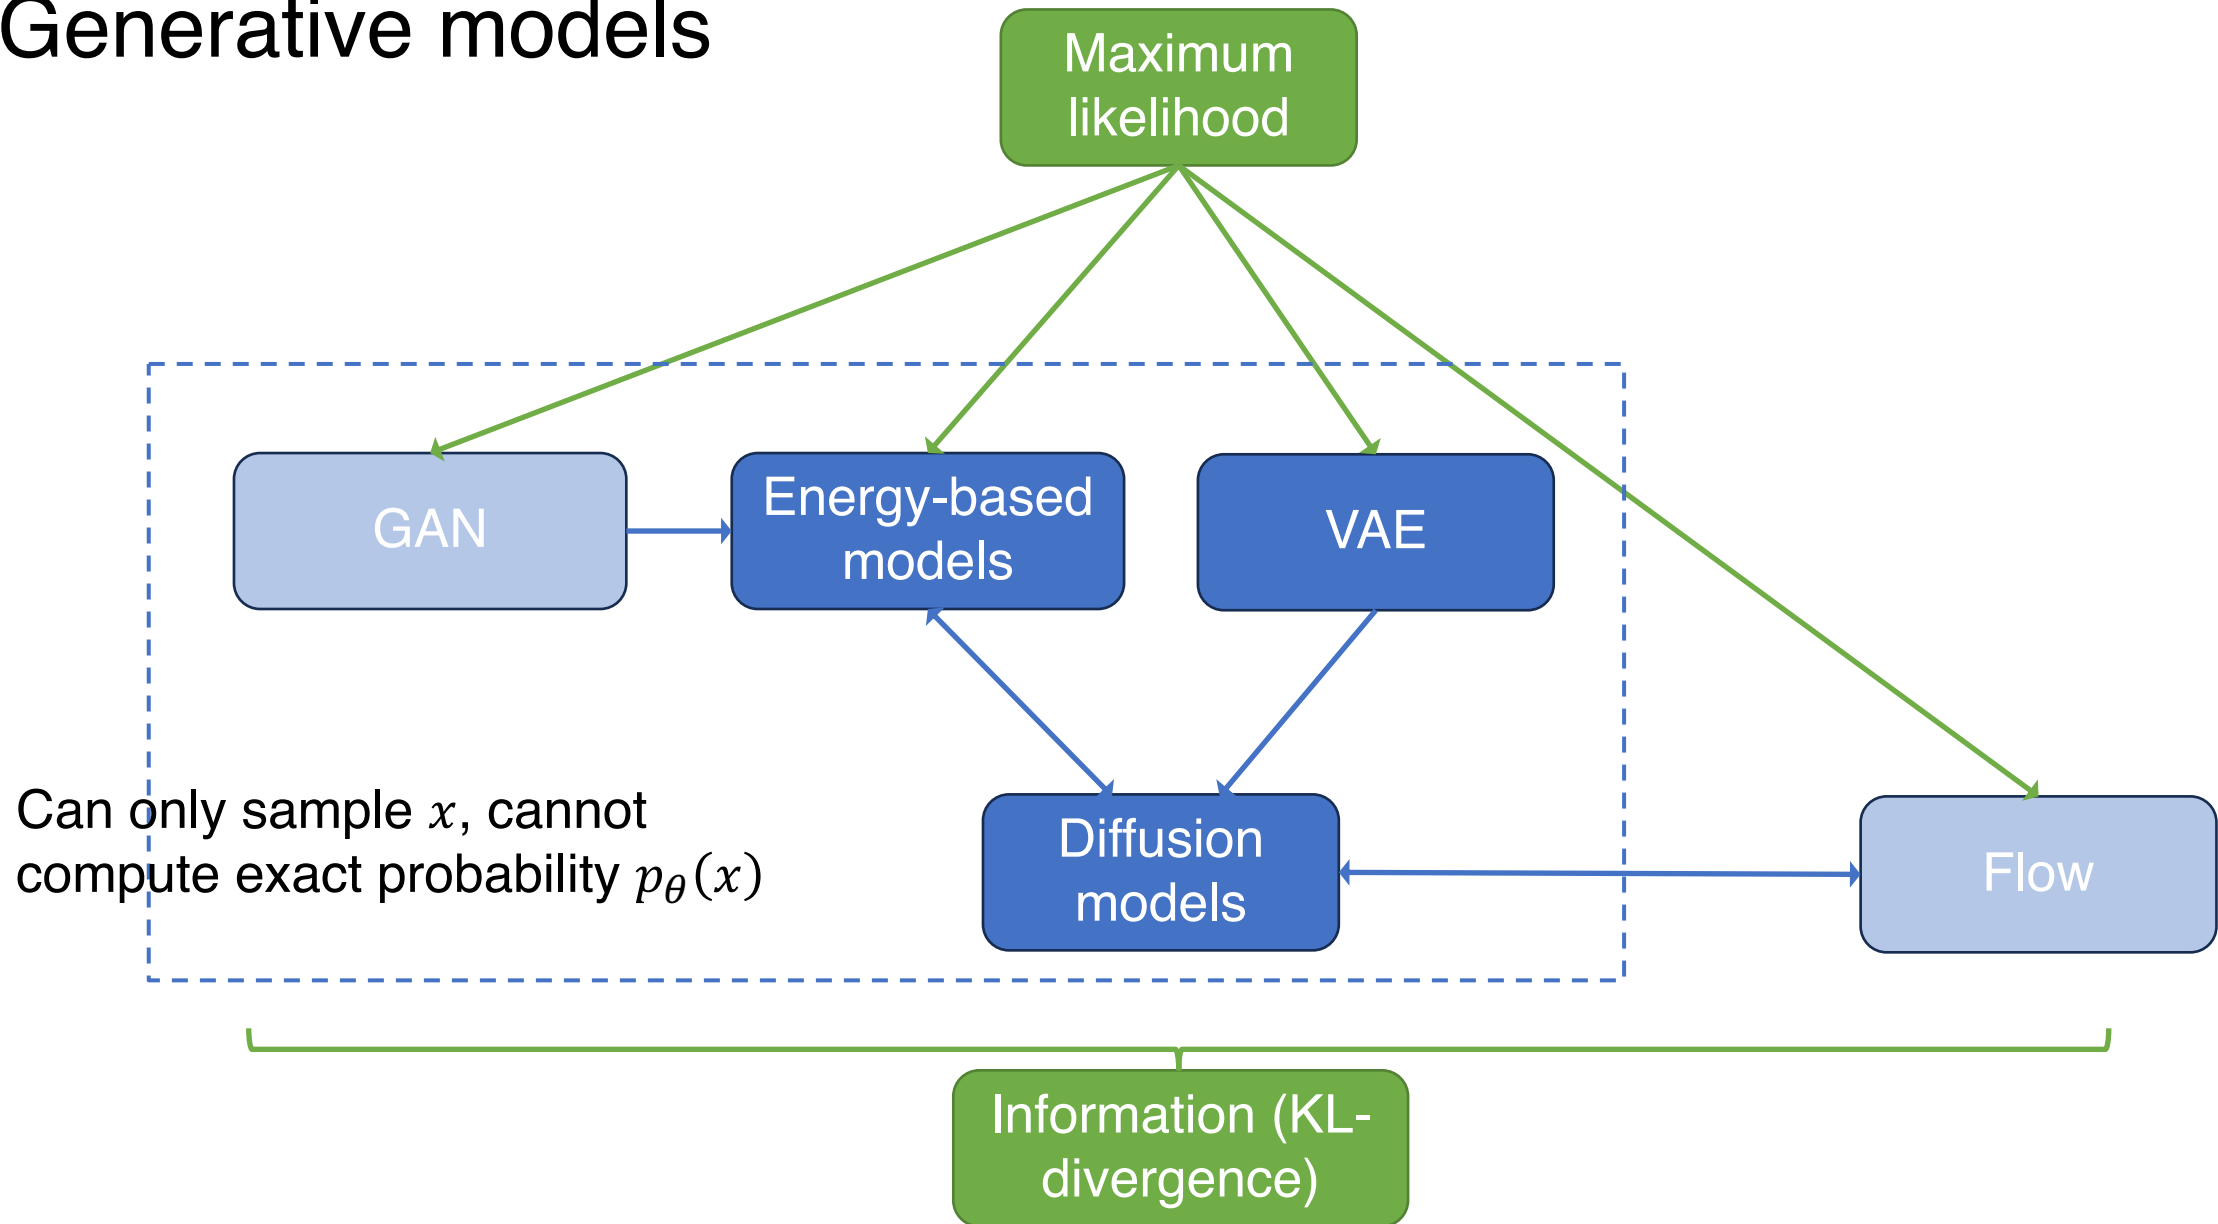 Generative models
Maximum
likelihood
GAN
Energy-based
models
VAE
Can only sample 𝑥, cannot
compute exact probability 𝑝𝜃(𝑥)
Diffusion
models
Flow
Information (KL-
divergence)